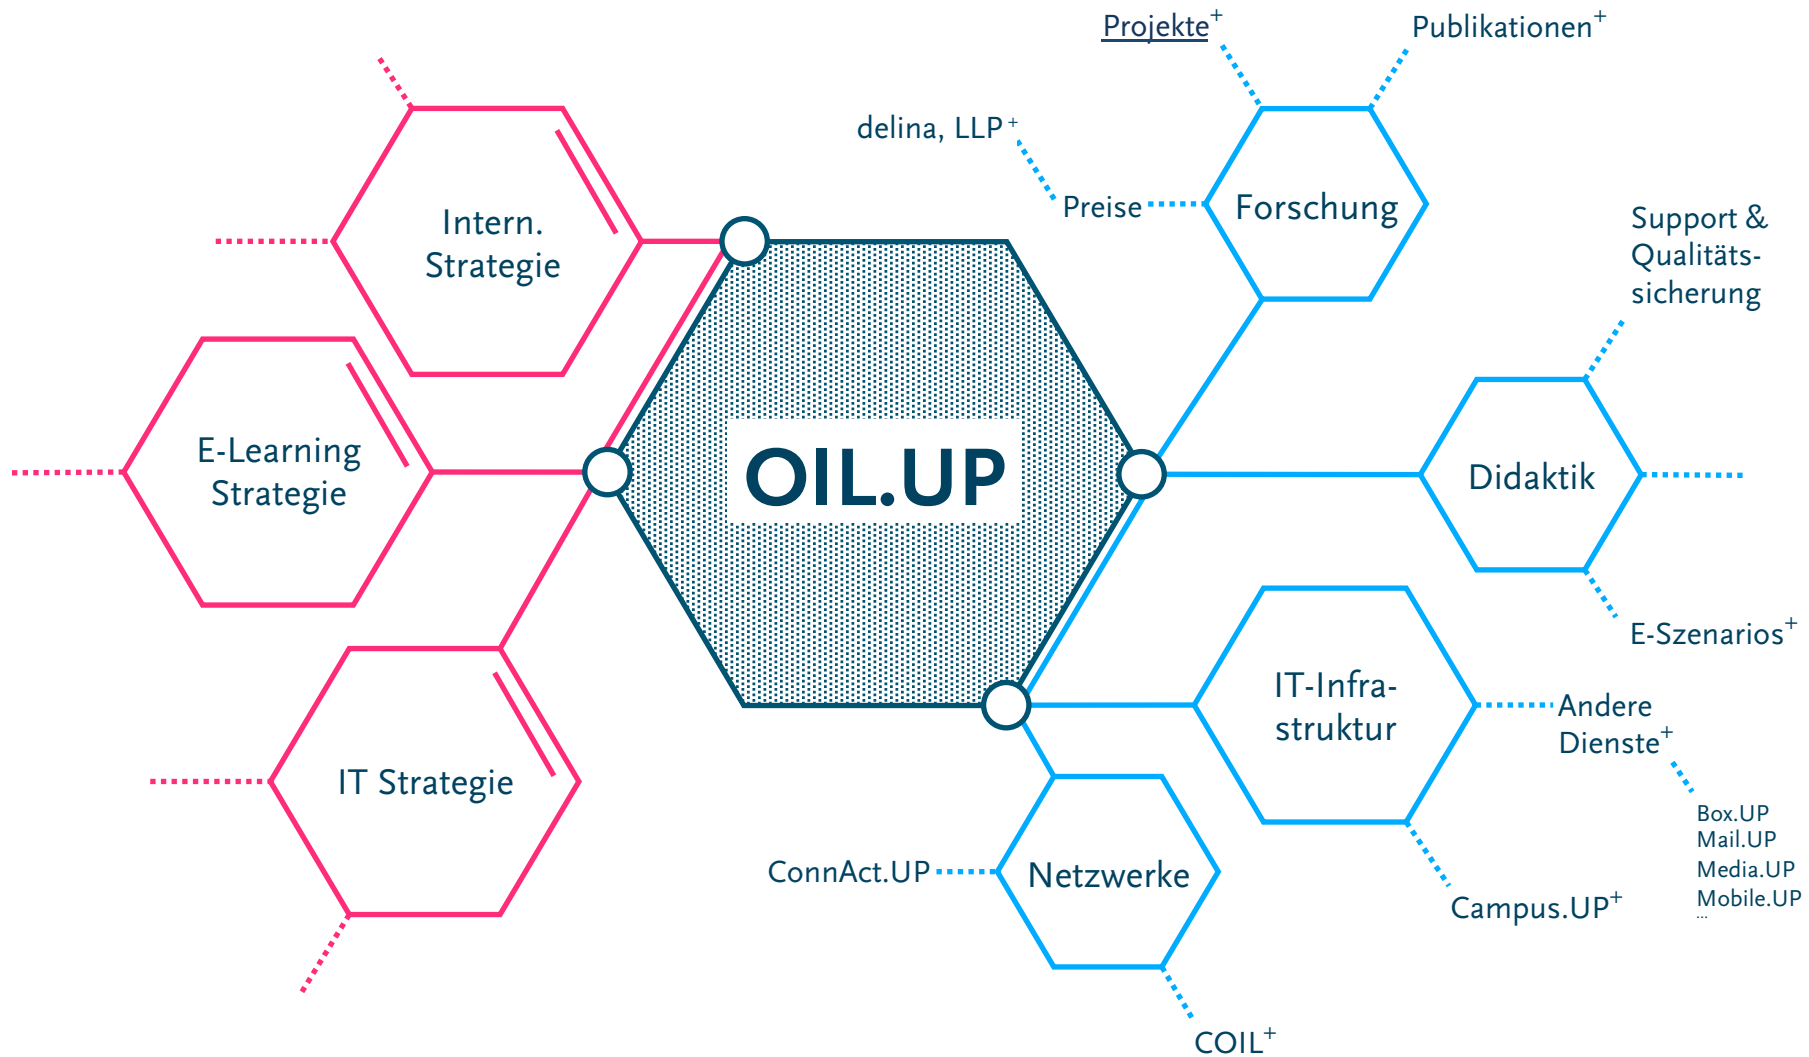 Projekte+
Publikationen+
delina, LLP+
Preise
Forschung
Intern.
Strategie
Support &
Qualitäts-
sicherung
E-Learning
Strategie
OIL.UP
Didaktik
E-Szenarios+
IT-Infra-
struktur
Andere
Dienste+
IT Strategie
Box.UP
Mail.UP
Media.UP
Mobile.UP
...
ConnAct.UP
Netzwerke
Campus.UP+
COIL+